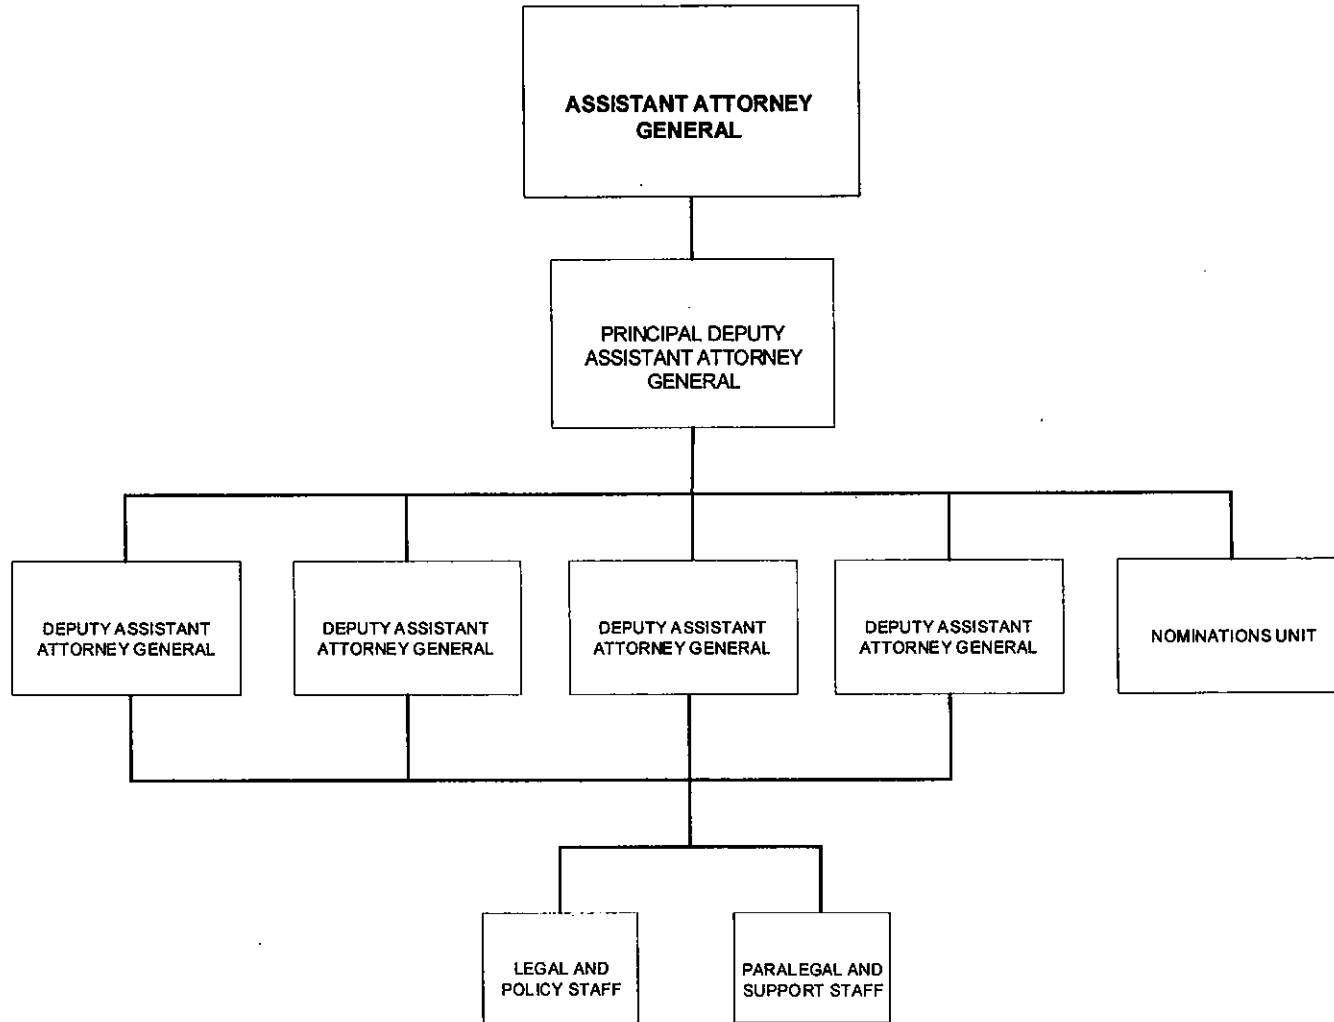 ASSISTANT ATTORNEY
GENERAL
PRINCIPAL DEPUTY
ASSISTANT ATTORNEY
GENERAL
DEPUTY ASSISTANT
ATTORNEY GENERAL
DEPUTY ASSISTANT
ATTORNEY GENERAL
DEPUTY ASSISTANT
ATTORNEY GENERAL
DEPUTY ASSISTANT
ATTORNEY GENERAL
NOMINATIONS UNIT
LEGAL AND
POLICY STAFF
PARALEGAL AND
SUPPORT STAFF